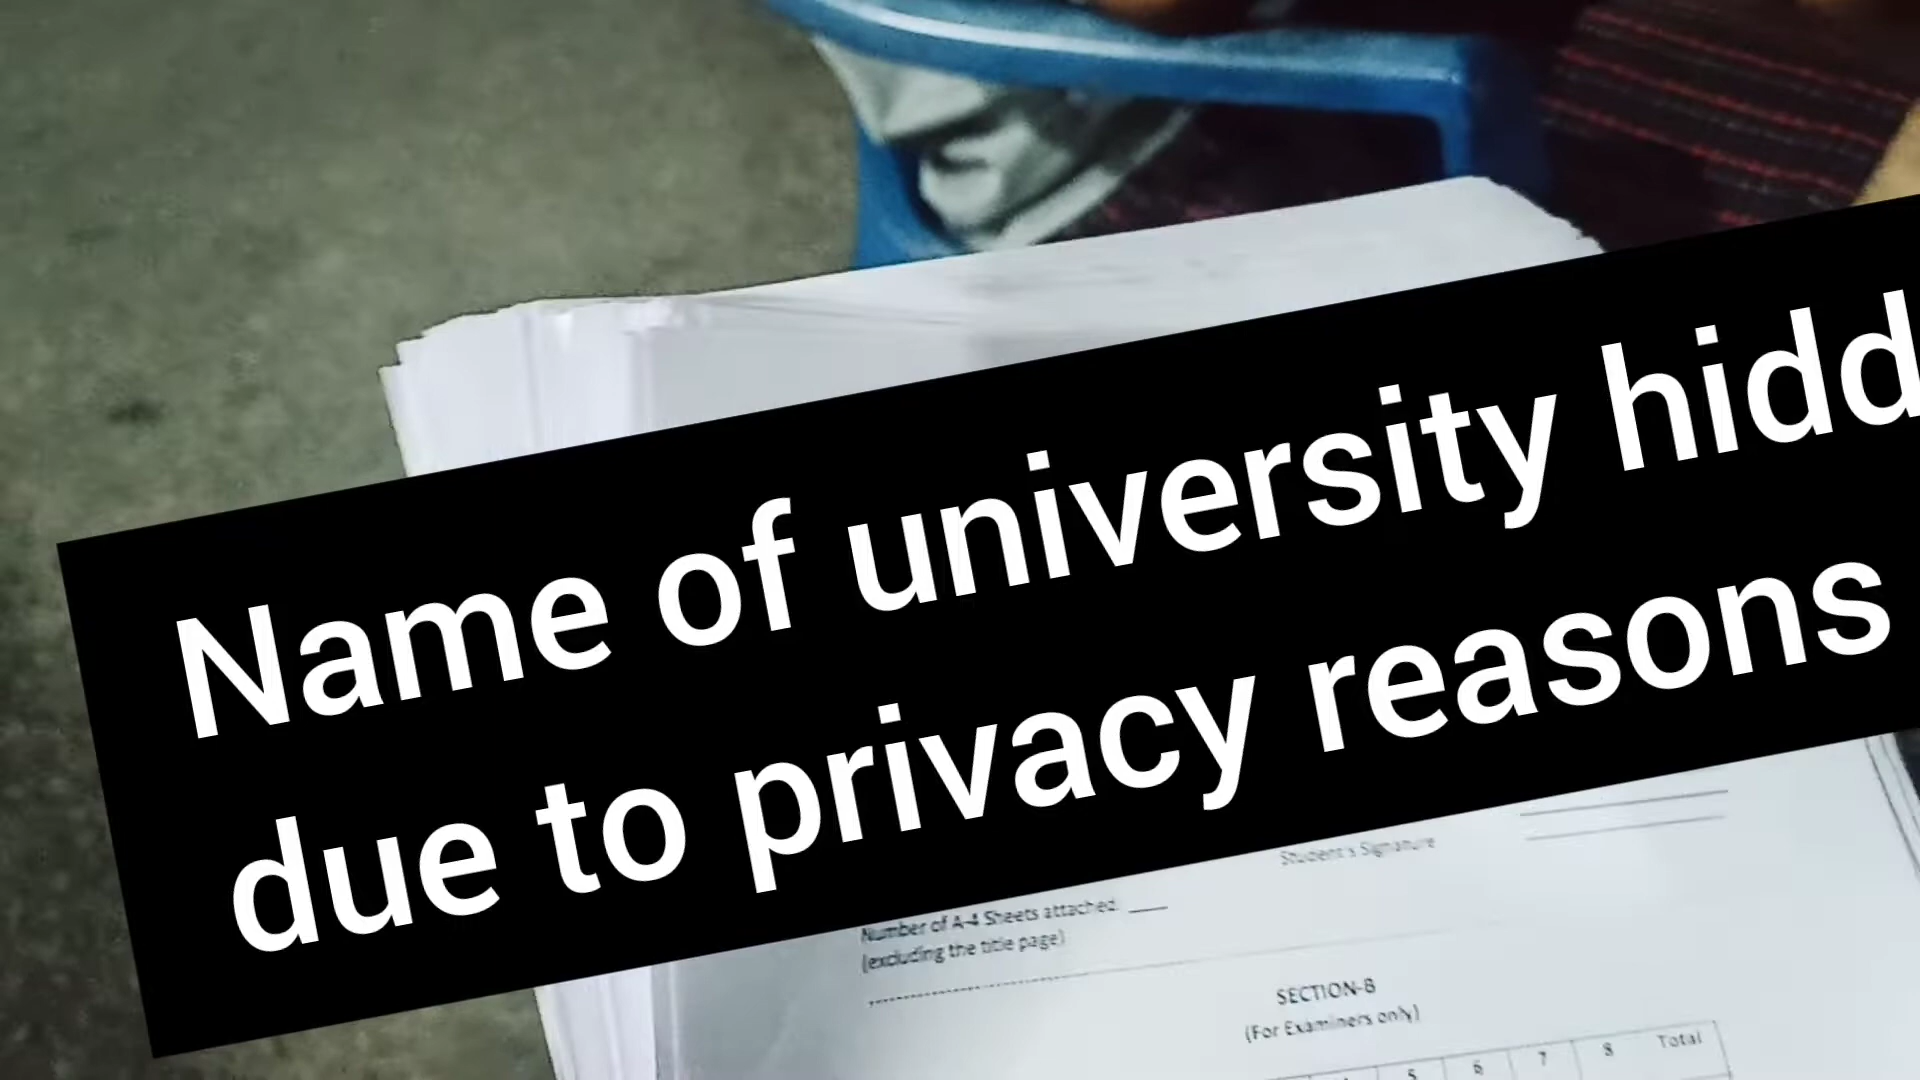 Name of university hidd
due to privacy reasons
Student's Signature
Number of A-4 Sheets attached:
(excluding the title page)
SECTION-B
(For Examiners only)
5 6 7 8 Total